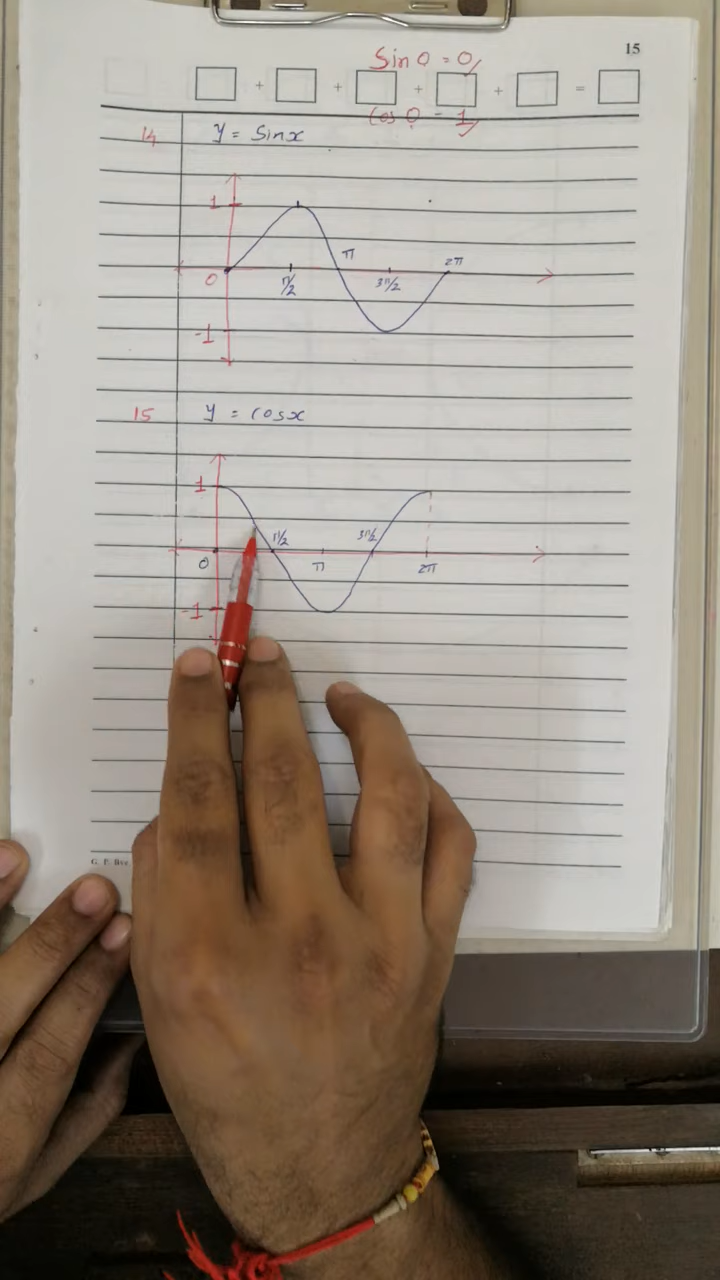 15
Sin 0 = 0
+ + + + =
Cos 0 = 1
14 y = Sinx
1
π
2π
0
π/2
3π/2
-1
15 y = cosx
1
π/2
3π/2
0
π
2π
-1